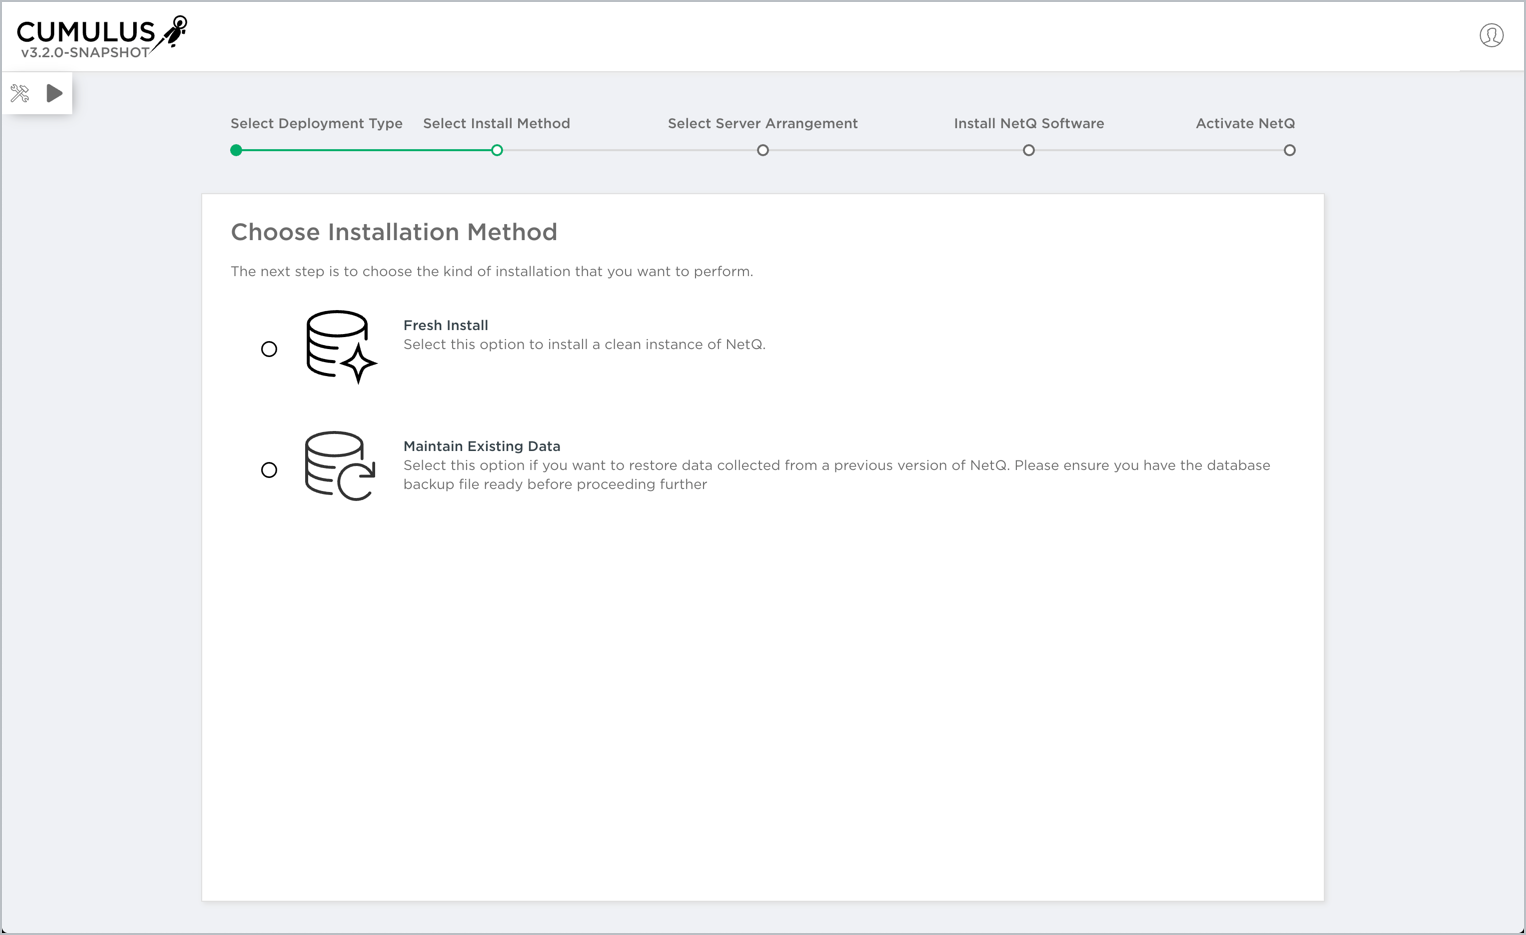 CUMULUS
v3.2.0-SNAPSHOT
Select Deployment Type
Select Install Method
Select Server Arrangement
Install NetQ Software
Activate NetQ
Choose Installation Method
The next step is to choose the kind of installation that you want to perform.
Fresh Install
Select this option to install a clean instance of NetQ.
Maintain Existing Data
Select this option if you want to restore data collected from a previous version of NetQ. Please ensure you have the database
backup file ready before proceeding further